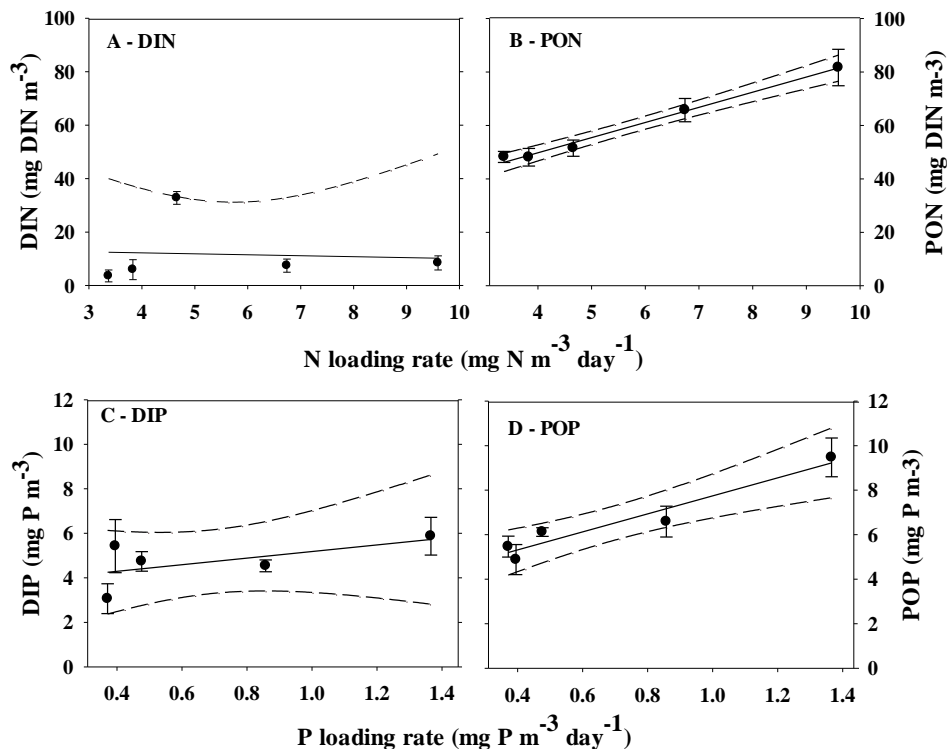 A - DIN
B - PON
DIN (mg DIN m-3)
100
80
60
40
20
0
3 4 5 6 7 8 9 10
4 5 6 7 8 9 10
100
80
60
40
20
0
PON (mg DIN m-3)
N loading rate (mg N m-3 day-1)
C - DIP
D - POP
DIP (mg P m-3)
12
10
8
6
4
2
0
0.4 0.6 0.8 1.0 1.2 1.4
0.4 0.6 0.8 1.0 1.2 1.4
12
10
8
6
4
2
0
POP (mg P m-3)
P loading rate (mg P m-3 day-1)